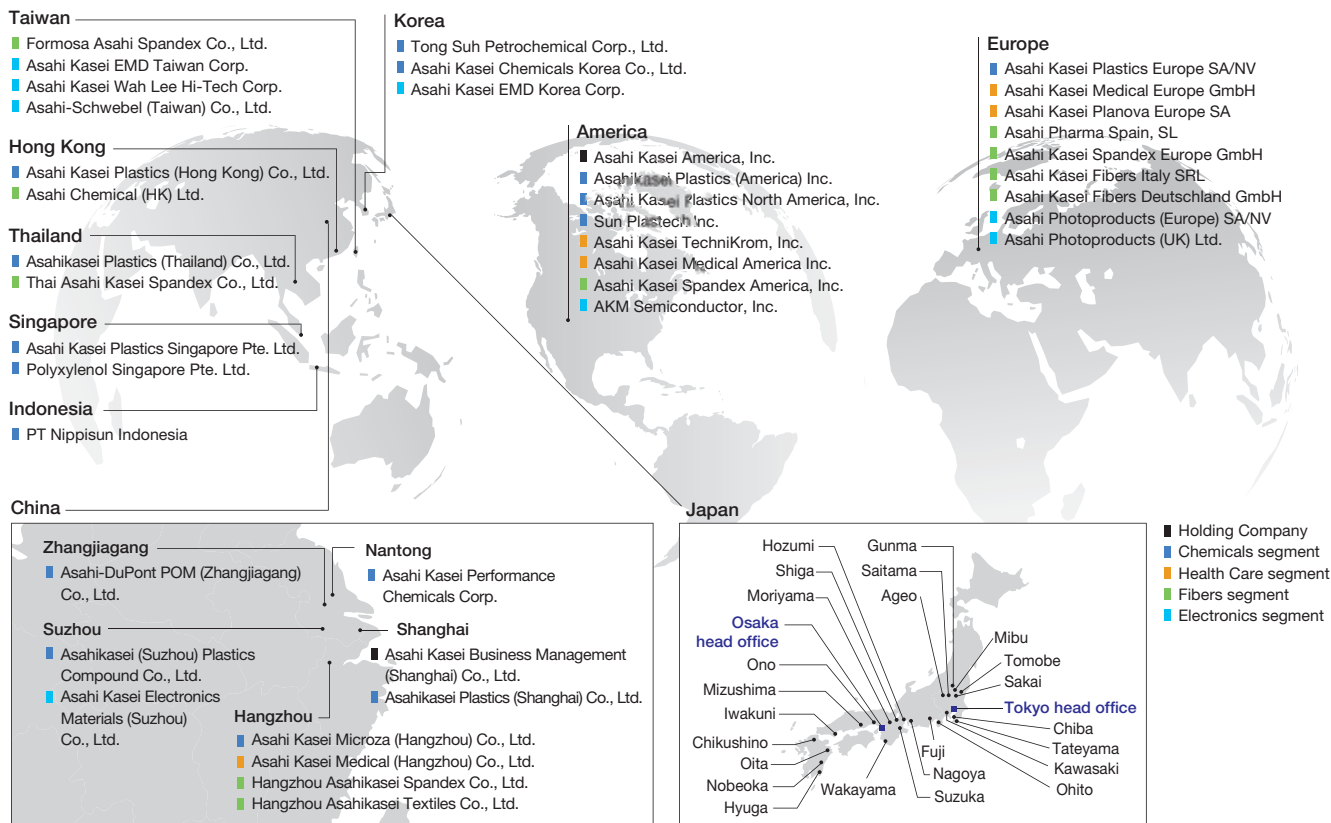 Taiwan
Formosa Asahi Spandex Co., Ltd.
Asahi Kasei EMD Taiwan Corp.
Asahi Kasei Wah Lee Hi-Tech Corp.
Asahi-Schwebel (Taiwan) Co., Ltd.
Korea
Tong Suh Petrochemical Corp., Ltd.
Asahi Kasei Chemicals Korea Co., Ltd.
Asahi Kasei EMD Korea Corp.
Hong Kong
Asahi Kasei Plastics (Hong Kong) Co., Ltd.
Asahi Chemical (HK) Ltd.
Thailand
Asahikasei Plastics (Thailand) Co., Ltd.
Thai Asahi Kasei Spandex Co., Ltd.
Singapore
Asahi Kasei Plastics Singapore Pte. Ltd.
Polyxylenol Singapore Pte. Ltd.
Indonesia
PT Nippisun Indonesia
America
Asahi Kasei America, Inc.
Asahikasei Plastics (America) Inc.
Asahi Kasei Plastics North America, Inc.
Sun Plastech Inc.
Asahi Kasei TechniKrom, Inc.
Asahi Kasei Medical America Inc.
Asahi Kasei Spandex America, Inc.
AKM Semiconductor, Inc.
Europe
Asahi Kasei Plastics Europe SA/NV
Asahi Kasei Medical Europe GmbH
Asahi Kasei Planova Europe SA
Asahi Pharma Spain, SL
Asahi Kasei Spandex Europe GmbH
Asahi Kasei Fibers Italy SRL
Asahi Kasei Fibers Deutschland GmbH
Asahi Photoproducts (Europe) SA/NV
Asahi Photoproducts (UK) Ltd.
China
Zhangjiagang
Asahi-DuPont POM (Zhangjiagang)
Co., Ltd.
Nantong
Asahi Kasei Performance
Chemicals Corp.
Suzhou
Asahikasei (Suzhou) Plastics
Compound Co., Ltd.
Asahi Kasei Electronics
Materials (Suzhou)
Co., Ltd.
Shanghai
Asahi Kasei Business Management
(Shanghai) Co., Ltd.
Asahikasei Plastics (Shanghai) Co., Ltd.
Hangzhou
Asahi Kasei Microza (Hangzhou) Co., Ltd.
Asahi Kasei Medical (Hangzhou) Co., Ltd.
Hangzhou Asahikasei Spandex Co., Ltd.
Hangzhou Asahikasei Textiles Co., Ltd.
Japan
Hozumi
Shiga
Moriyama
Osaka
head office
Ono
Mizushima
Iwakuni
Chikushino
Oita
Nobeoka
Hyuga
Wakayama
Gunma
Saitama
Ageo
Mibu
Tomobe
Sakai
Tokyo head office
Chiba
Tateyama
Kawasaki
Ohito
Fuji
Nagoya
Suzuka
Holding Company
Chemicals segment
Health Care segment
Fibers segment
Electronics segment